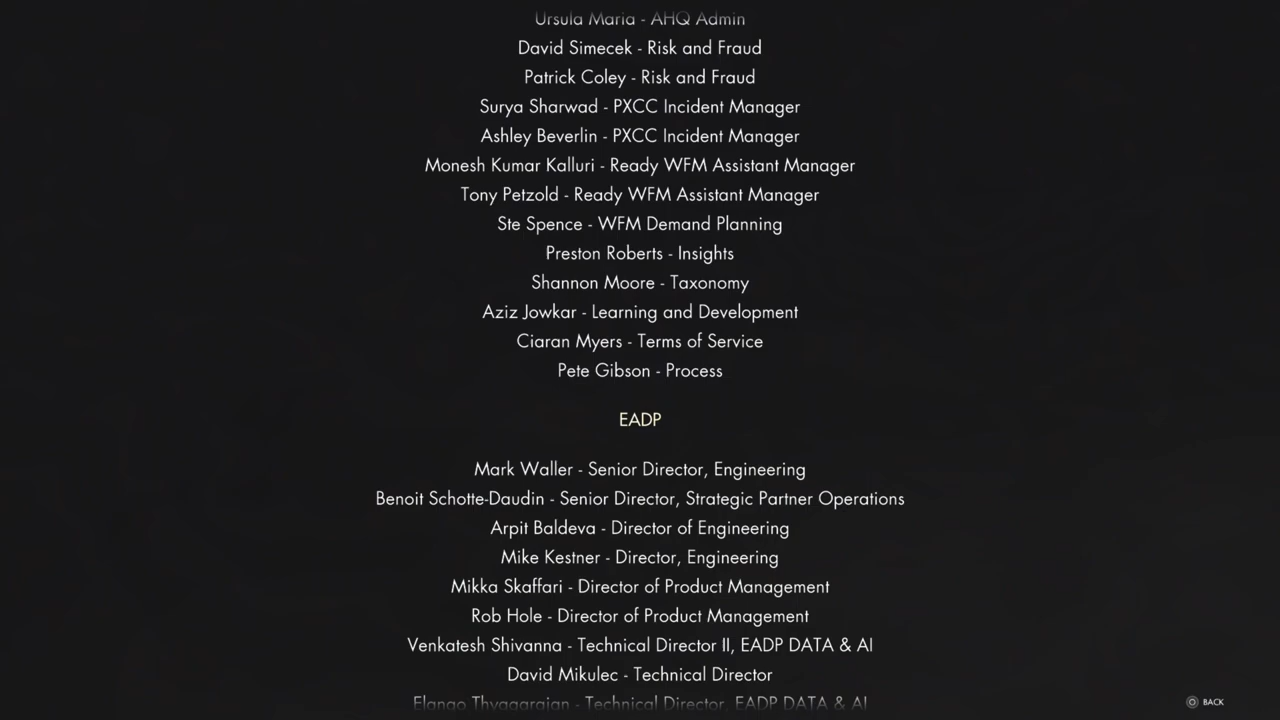 Ursula Maria - AHQ Admin
David Simecek - Risk and Fraud
Patrick Coley - Risk and Fraud
Surya Sharwad - PXCC Incident Manager
Ashley Beverlin - PXCC Incident Manager
Monesh Kumar Kalluri - Ready WFM Assistant Manager
Tony Petzold - Ready WFM Assistant Manager
Ste Spence - WFM Demand Planning
Preston Roberts - Insights
Shannon Moore - Taxonomy
Aziz Jowkar - Learning and Development
Ciaran Myers - Terms of Service
Pete Gibson - Process
EADP
Mark Waller - Senior Director, Engineering
Benoit Schotte-Daudin - Senior Director, Strategic Partner Operations
Arpit Baldeva - Director of Engineering
Mike Kestner - Director, Engineering
Mikka Skaffari - Director of Product Management
Rob Hole - Director of Product Management
Venkatesh Shivanna - Technical Director II, EADP DATA & AI
David Mikulec - Technical Director
Elango Thyagarajan - Technical Director, EADP DATA & AI
BACK